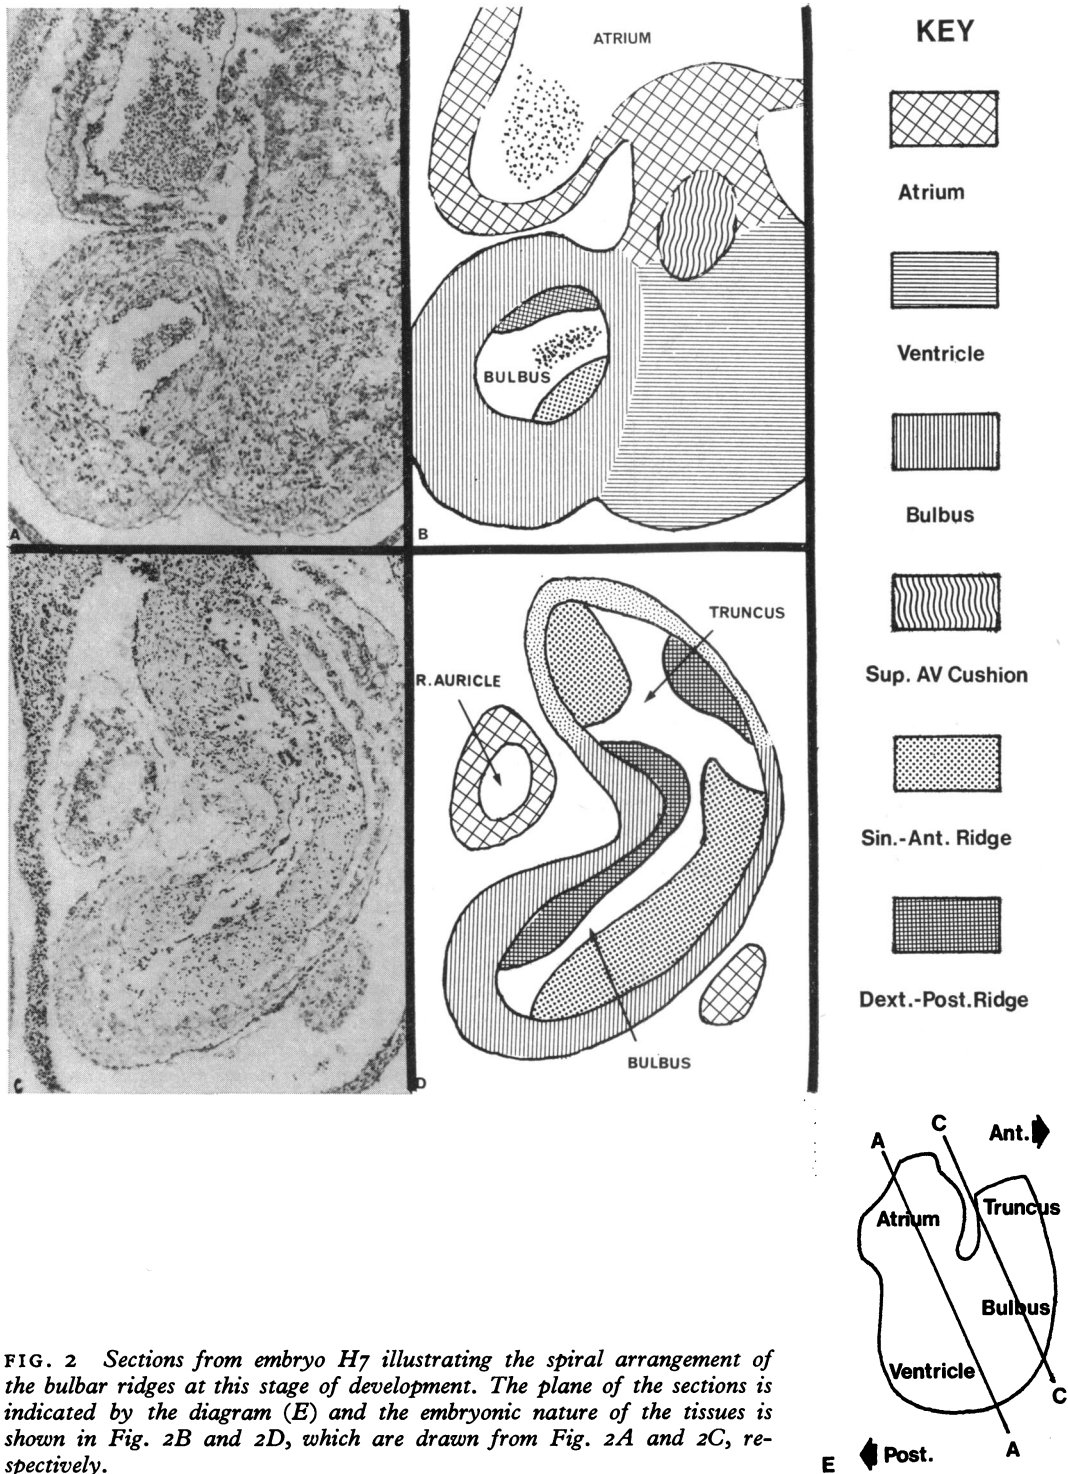 ATRIUM
BULBUS
A
B
TRUNCUS
R. AURICLE
BULBUS
C
D
KEY
Atrium
Ventricle
Bulbus
Sup. AV Cushion
Sin.-Ant. Ridge
Dext.-Post.Ridge
C
A
Ant.
Atrium
Truncus
Bulbus
Ventricle
C
A
E
Post.
FIG. 2 Sections from embryo H7 illustrating the spiral arrangement of
the bulbar ridges at this stage of development. The plane of the sections is
indicated by the diagram (E) and the embryonic nature of the tissues is
shown in Fig. 2B and 2D, which are drawn from Fig. 2A and 2C, re-
spectively.